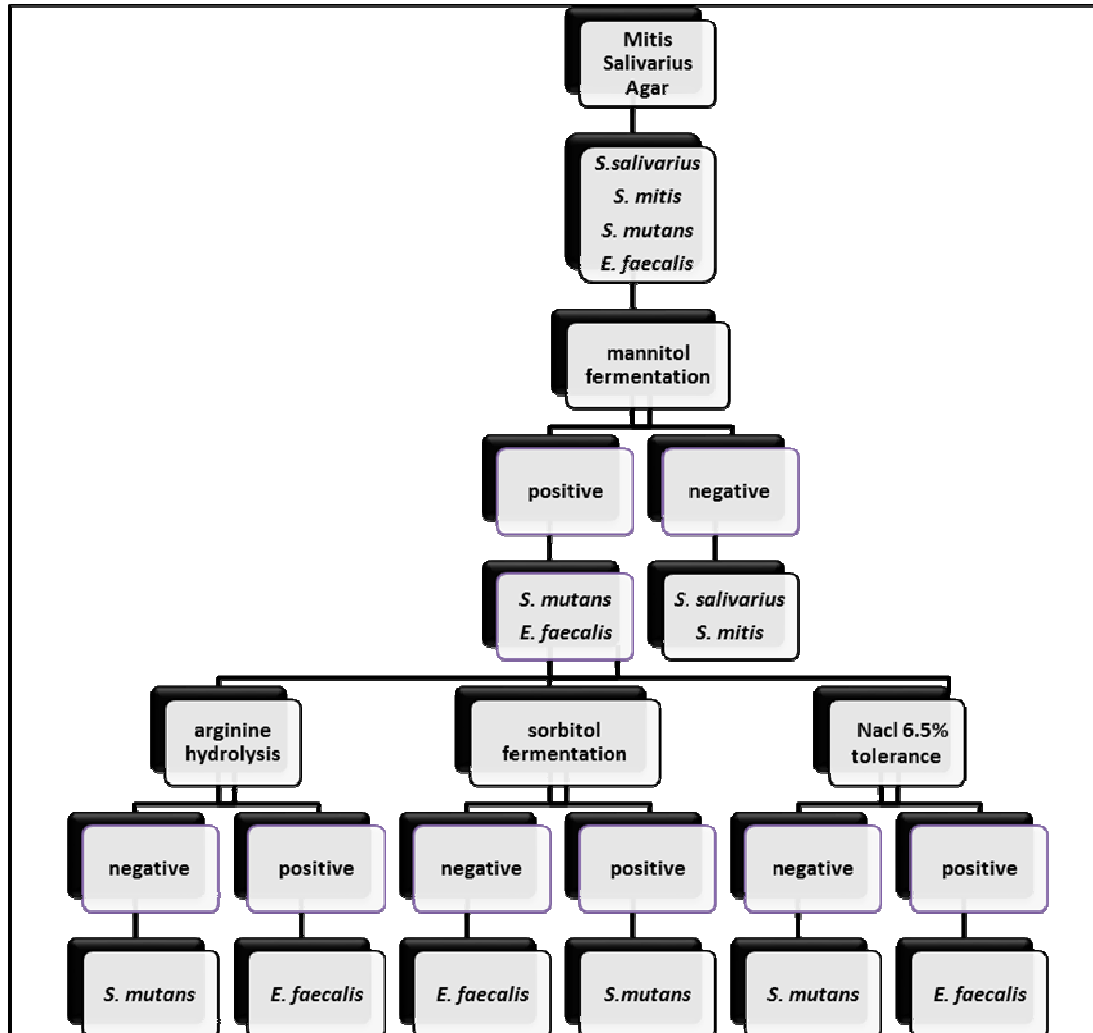 Mitis
Salivarius
Agar
S.salivarius
S. mitis
S. mutans
E. faecalis
mannitol
fermentation
positive
negative
S. mutans
E. faecalis
S. salivarius
S. mitis
arginine
hydrolysis
sorbitol
fermentation
Nacl 6.5%
tolerance
negative
positive
negative
positive
negative
positive
S. mutans
E. faecalis
E. faecalis
S.mutans
S. mutans
E. faecalis